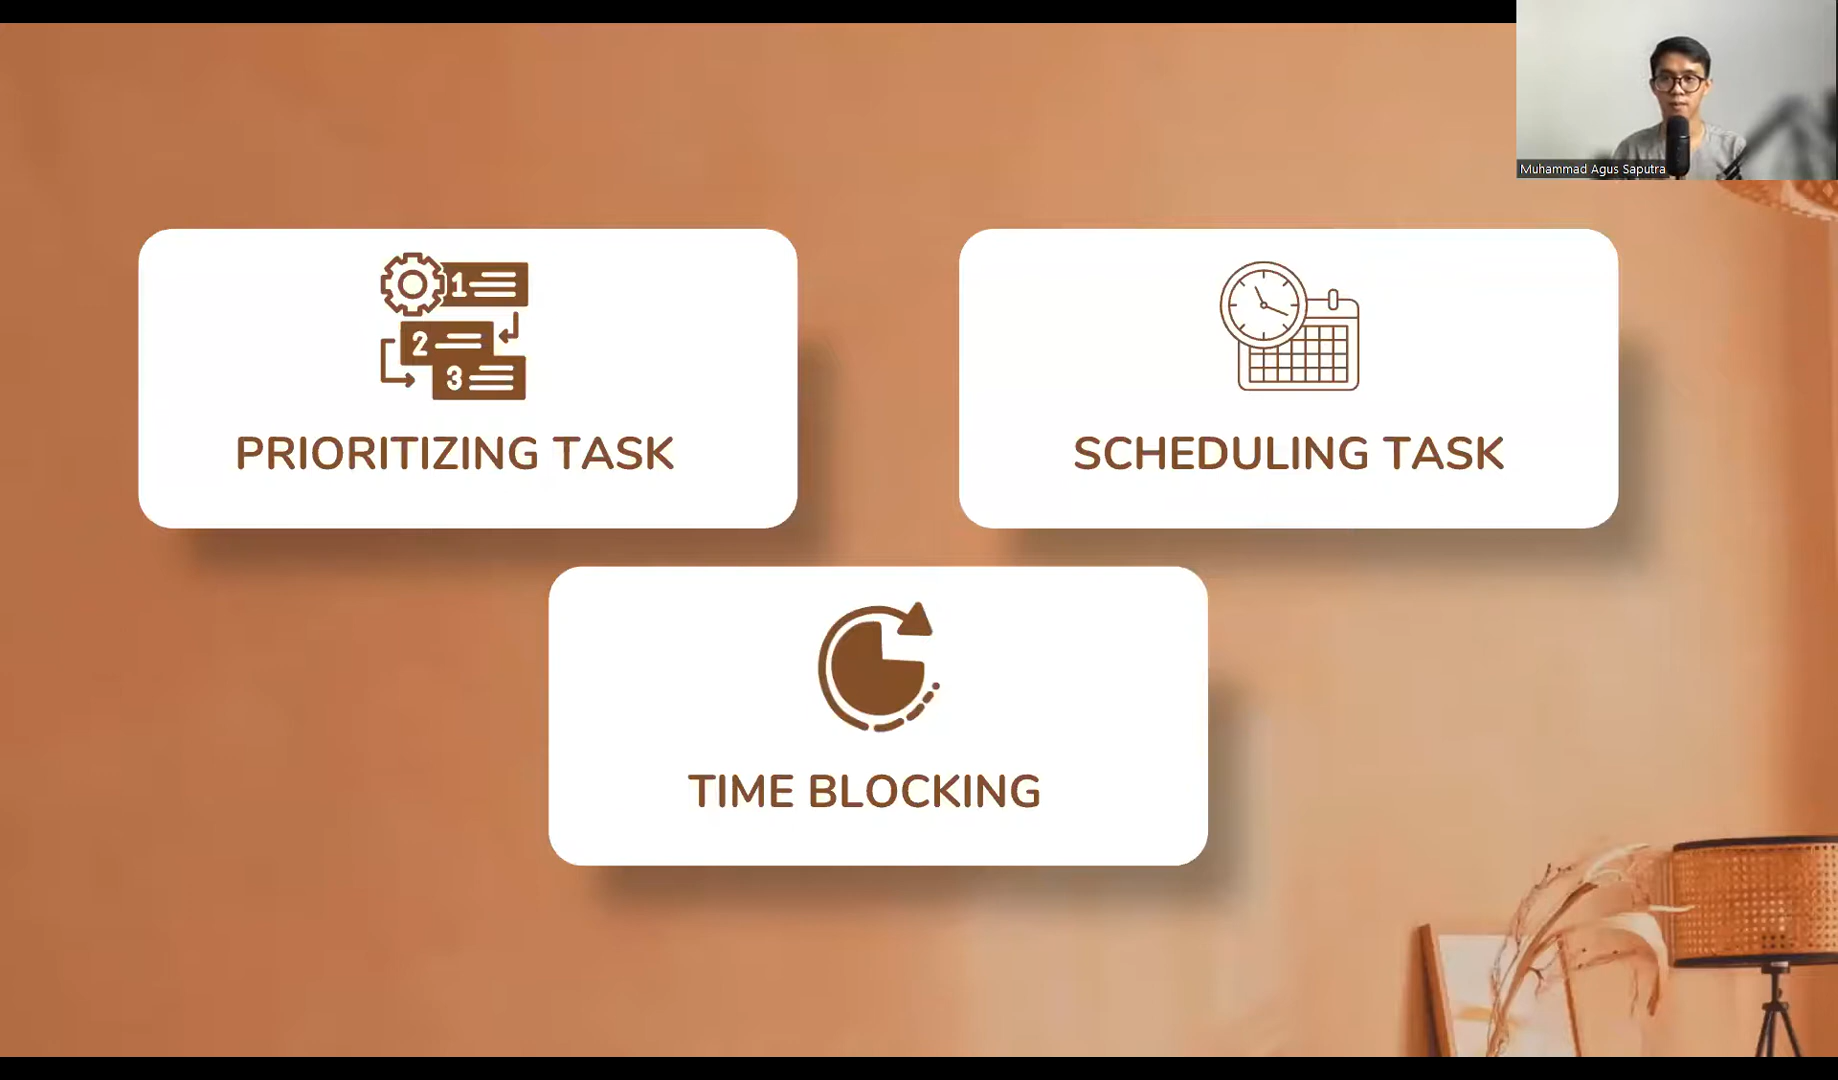 Muhammad Agus Saputra
1
2
3
PRIORITIZING TASK
SCHEDULING TASK
TIME BLOCKING